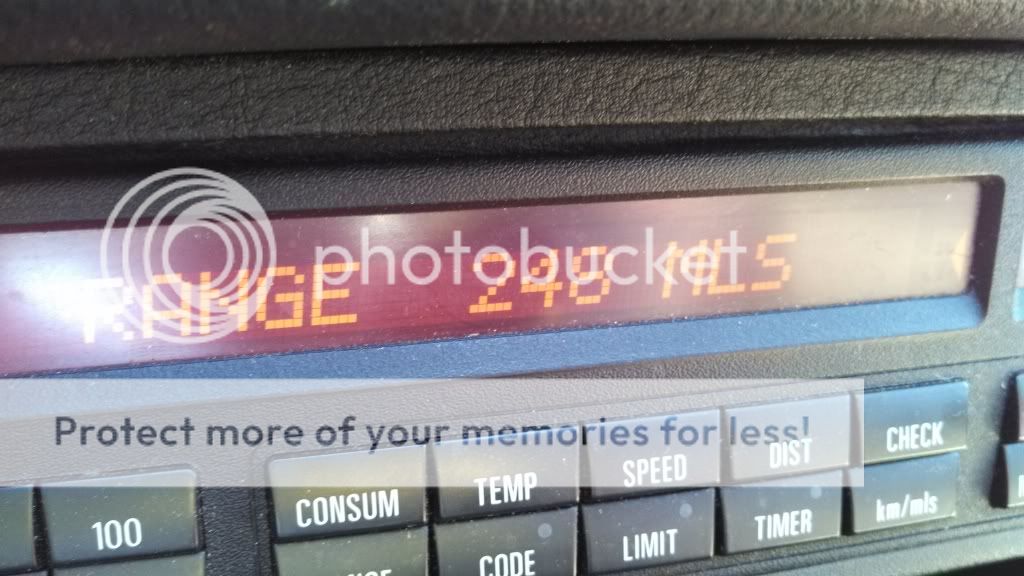 RANGE 248 MLS
photobucket
Protect more of your memories for less!
CONSUM TEMP SPEED DIST CHECK
100 CODE LIMIT TIMER km/mls